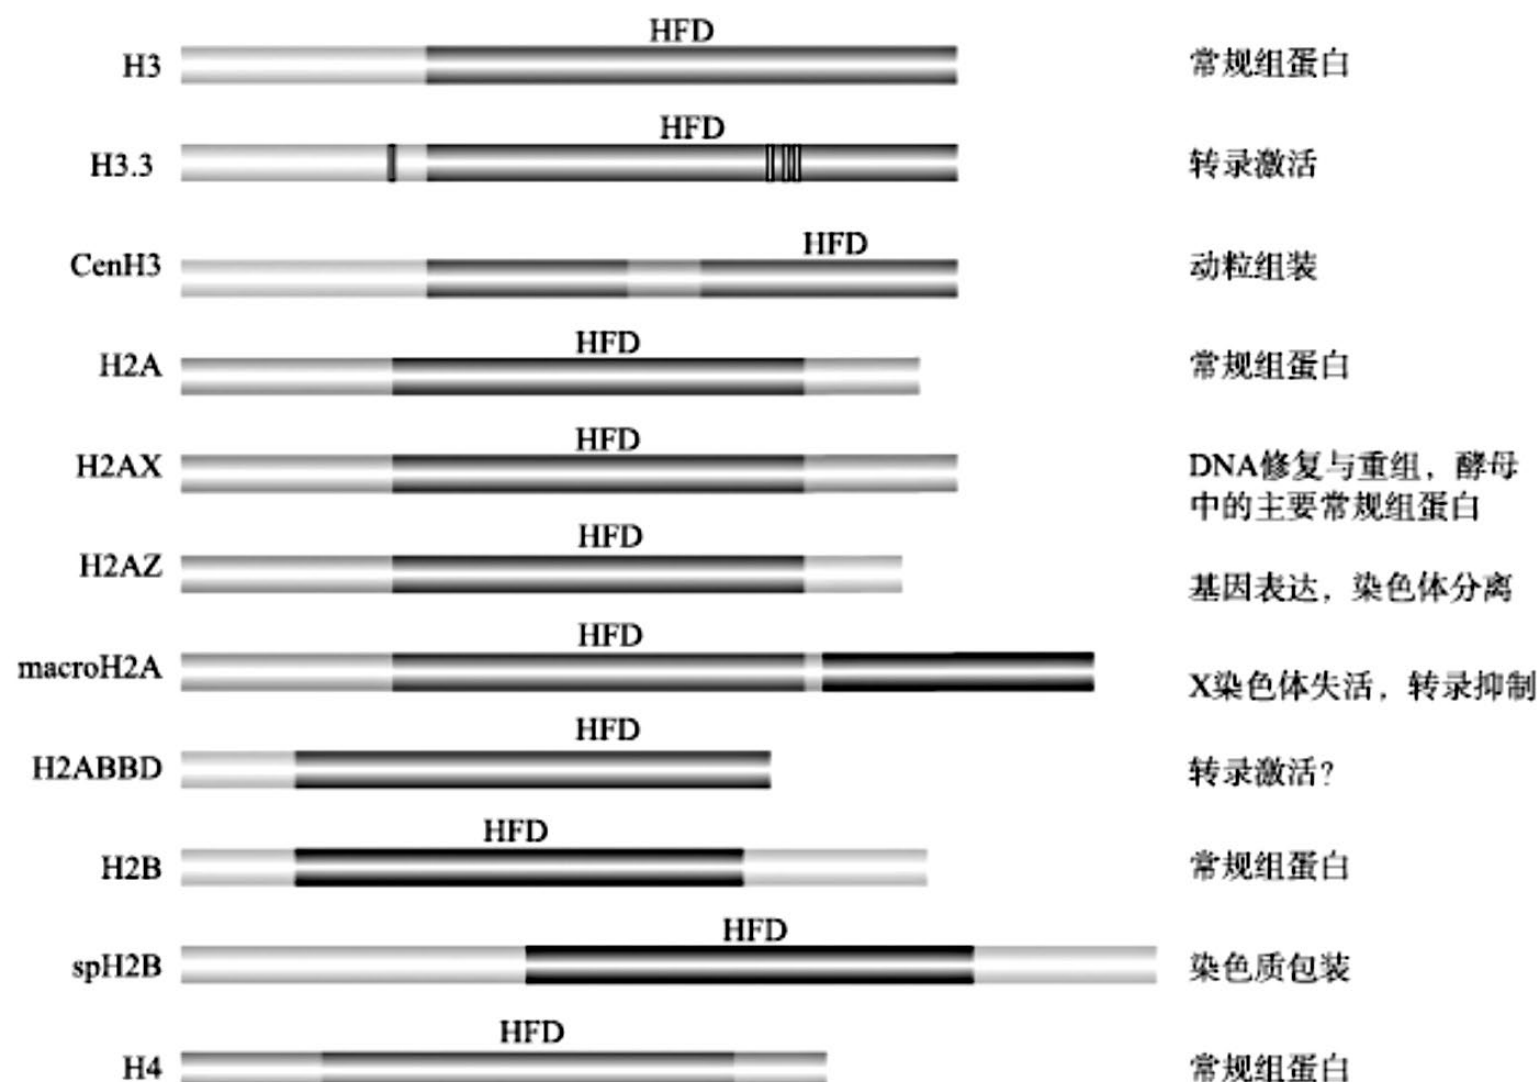 HFD
H3 常规组蛋白
HFD
H3.3 转录激活
HFD
CenH3 动粒组装
HFD
H2A 常规组蛋白
HFD
H2AX DNA修复与重组，酵母
中的主要常规组蛋白
HFD
H2AZ 基因表达，染色体分离
HFD
macroH2A X染色体失活，转录抑制
HFD
H2ABBD 转录激活?
HFD
H2B 常规组蛋白
HFD
spH2B 染色质包装
HFD
H4 常规组蛋白